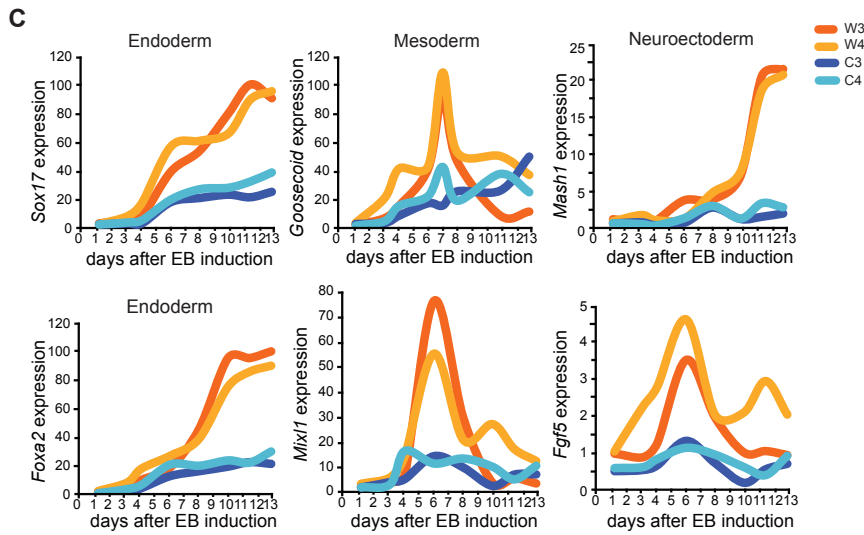 C
Endoderm
Mesoderm
Neuroectoderm
W3
W4
C3
C4
Sox17 expression
120
100
80
60
40
20
0
0 1 2 3 4 5 6 7 8 9 10 11 12 13
days after EB induction
Goosecoid expression
120
100
80
60
40
20
0
0 1 2 3 4 5 6 7 8 9 10 11 12 13
days after EB induction
Mash1 expression
25
20
15
10
5
2
0
0 1 2 3 4 5 6 7 8 9 10 11 12 13
days after EB induction
Endoderm
Foxa2 expression
120
100
80
60
40
20
0
0 1 2 3 4 5 6 7 8 9 10 11 12 13
days after EB induction
Mixl1 expression
80
70
60
50
40
30
20
10
0
0 1 2 3 4 5 6 7 8 9 10 11 12 13
days after EB induction
Fgf5 expression
5
4
3
2
1
0
0 1 2 3 4 5 6 7 8 9 10 11 12 13
days after EB induction